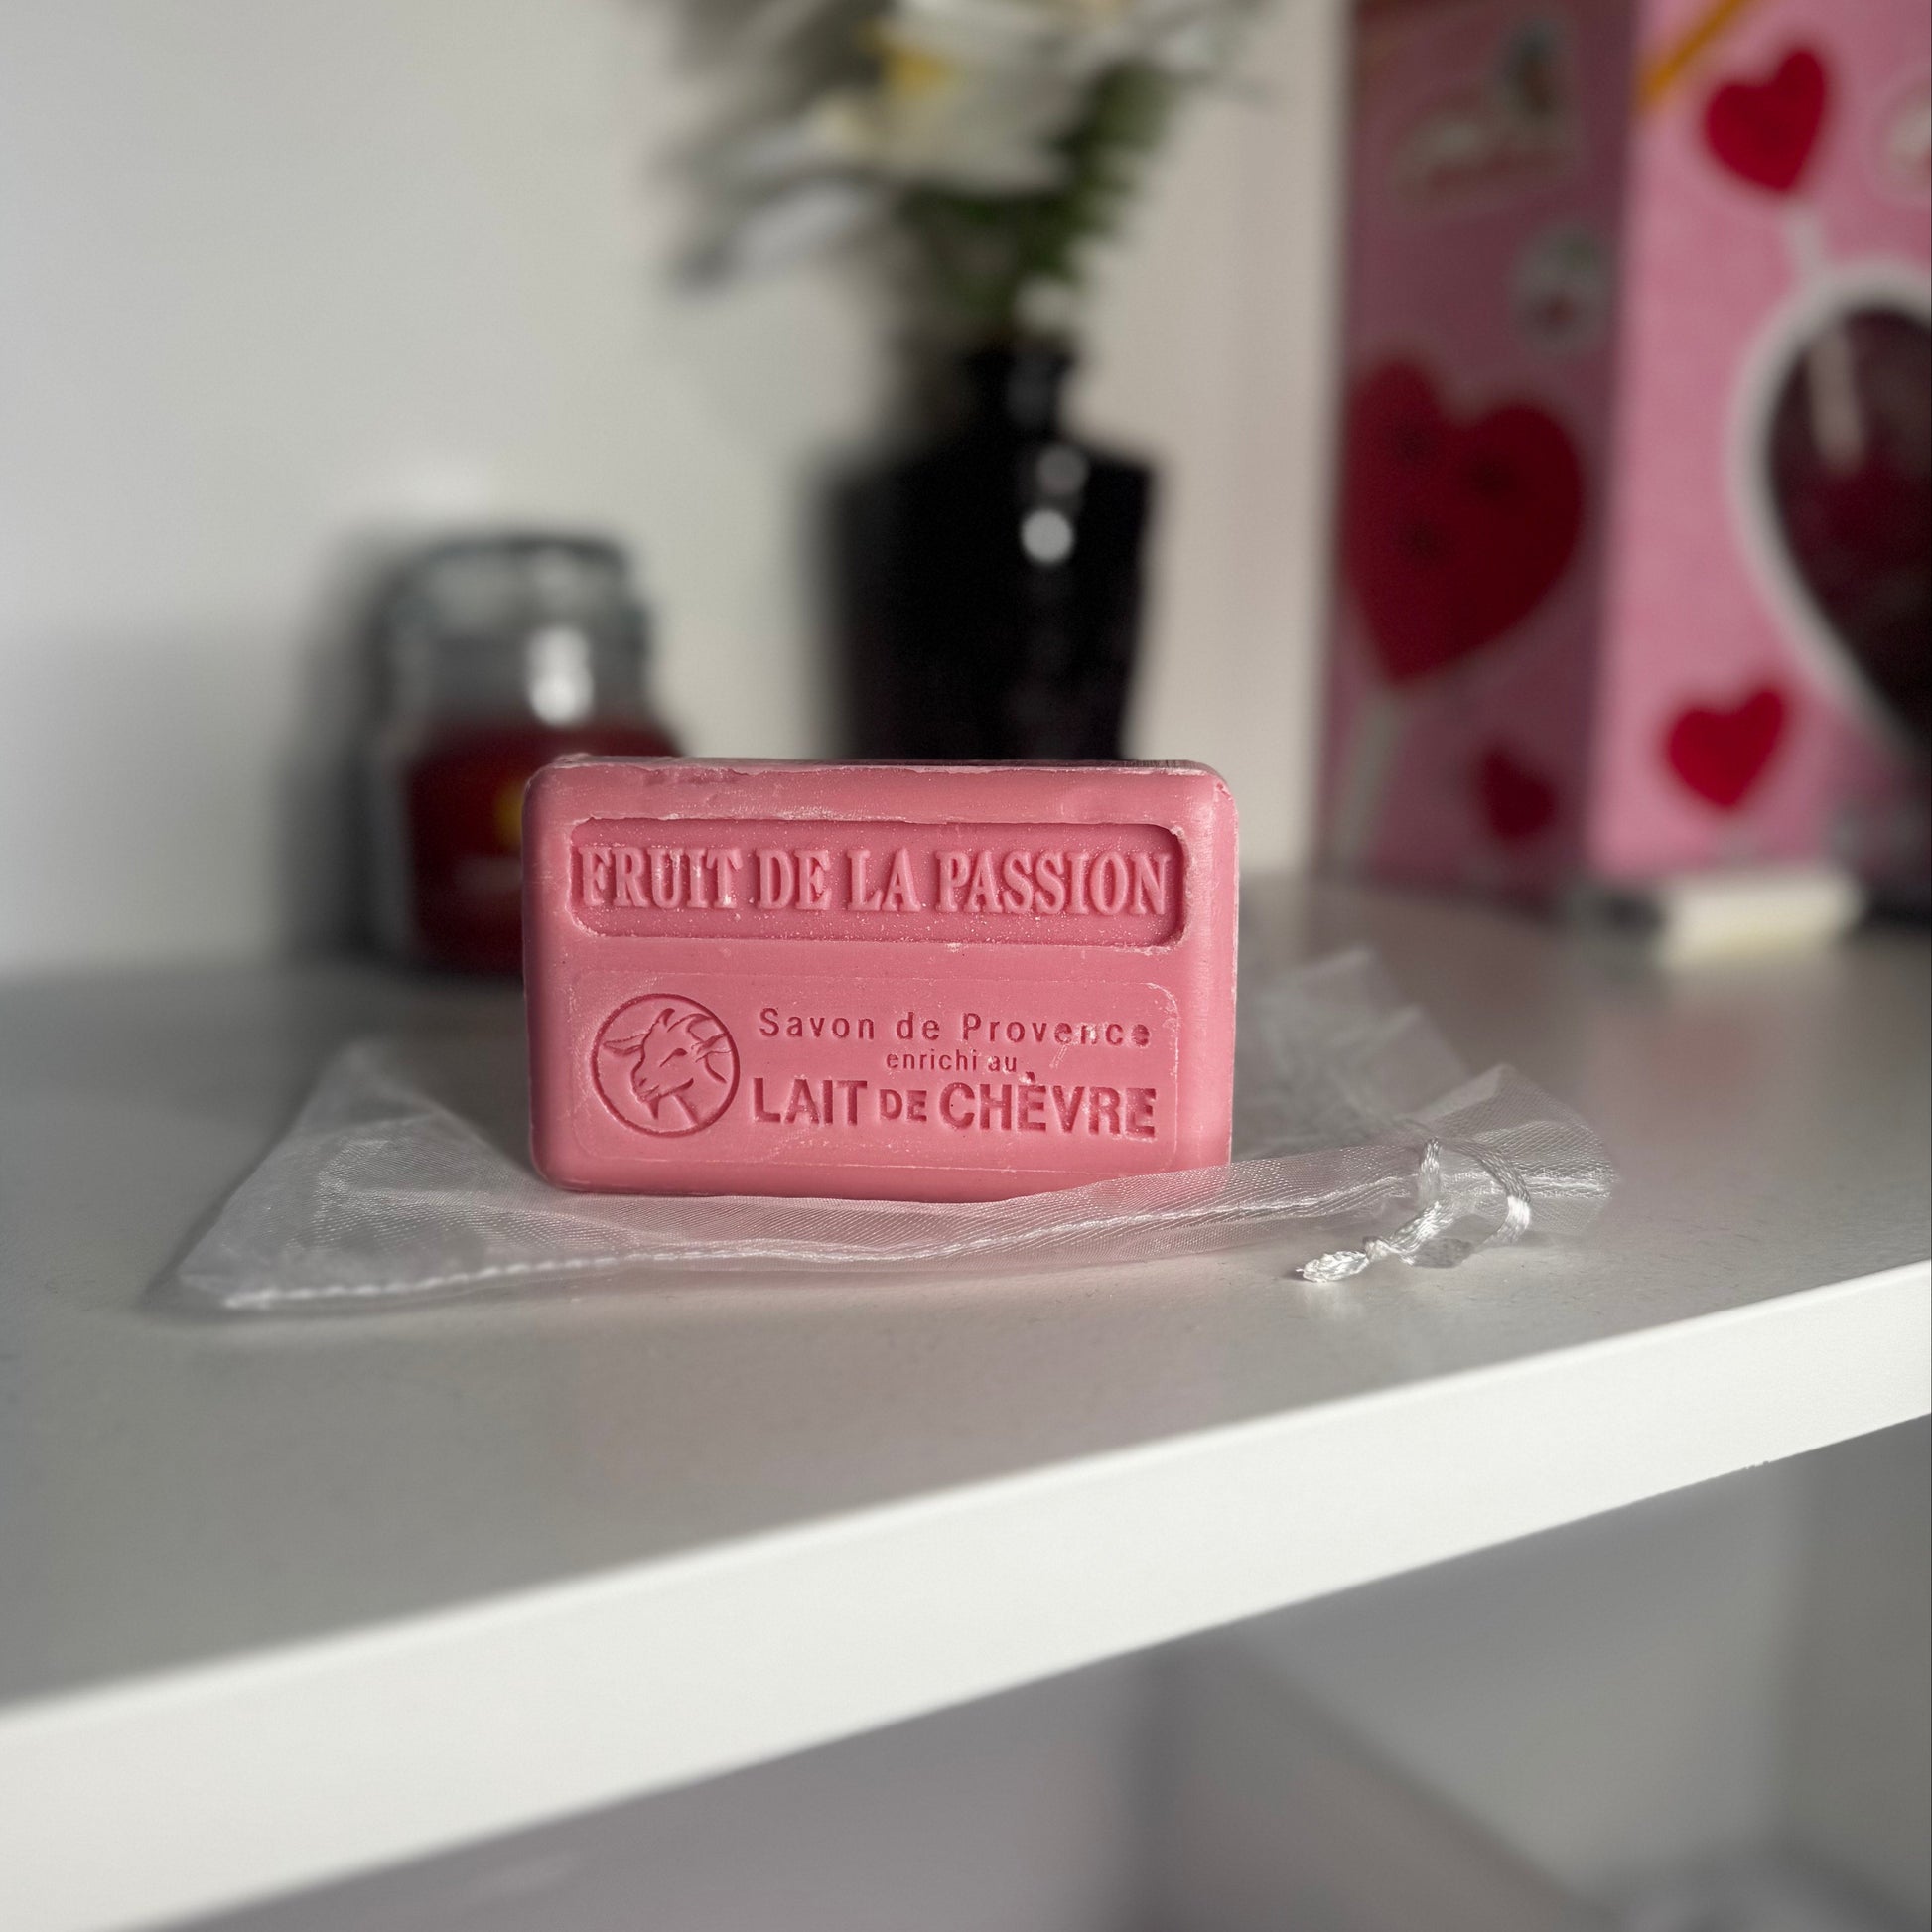 FRUIT DE LA PASSION
Savon de Provence
enrichi au
LAIT DE CHÈVRE